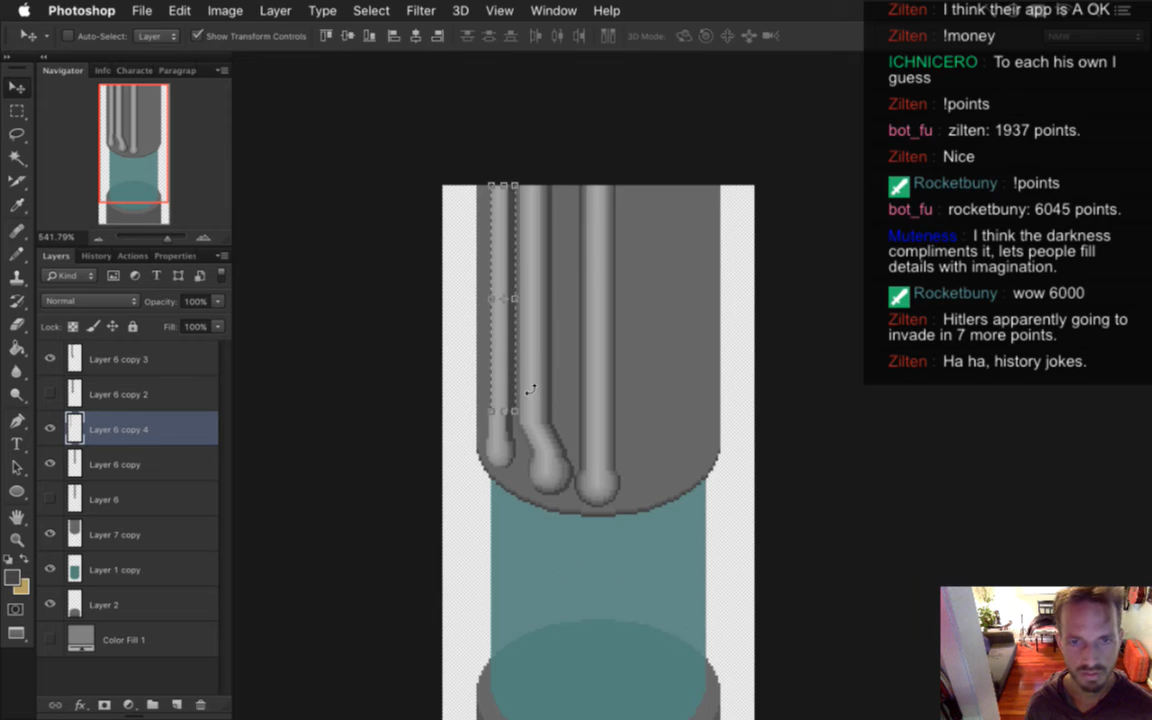 Photoshop File Edit Image Layer Type Select Filter 3D View Window Help
Auto-Select: Layer Show Transform Controls 3D Mode:
Navigator Info Characte Paragrap
541.79%
Layers History Actions Properties
Kind
Normal Opacity: 100%
Lock: Fill: 100%
Layer 6 copy 3
Layer 6 copy 2
Layer 6 copy 4
Layer 6 copy
Layer 6
Layer 7 copy
Layer 1 copy
Layer 2
Color Fill 1
Zilten : I think their app is A OK
Zilten : !money
ICHNICERO : To each his own I
guess
Zilten : !points
bot_fu : zilten: 1937 points.
Zilten : Nice
Rocketbuny : !points
bot_fu : rocketbuny: 6045 points.
Muteness : I think the darkness
compliments it, lets people fill
details with imagination.
Rocketbuny : wow 6000
Zilten : Hitlers apparently going to
invade in 7 more points.
Zilten : Ha ha, history jokes.